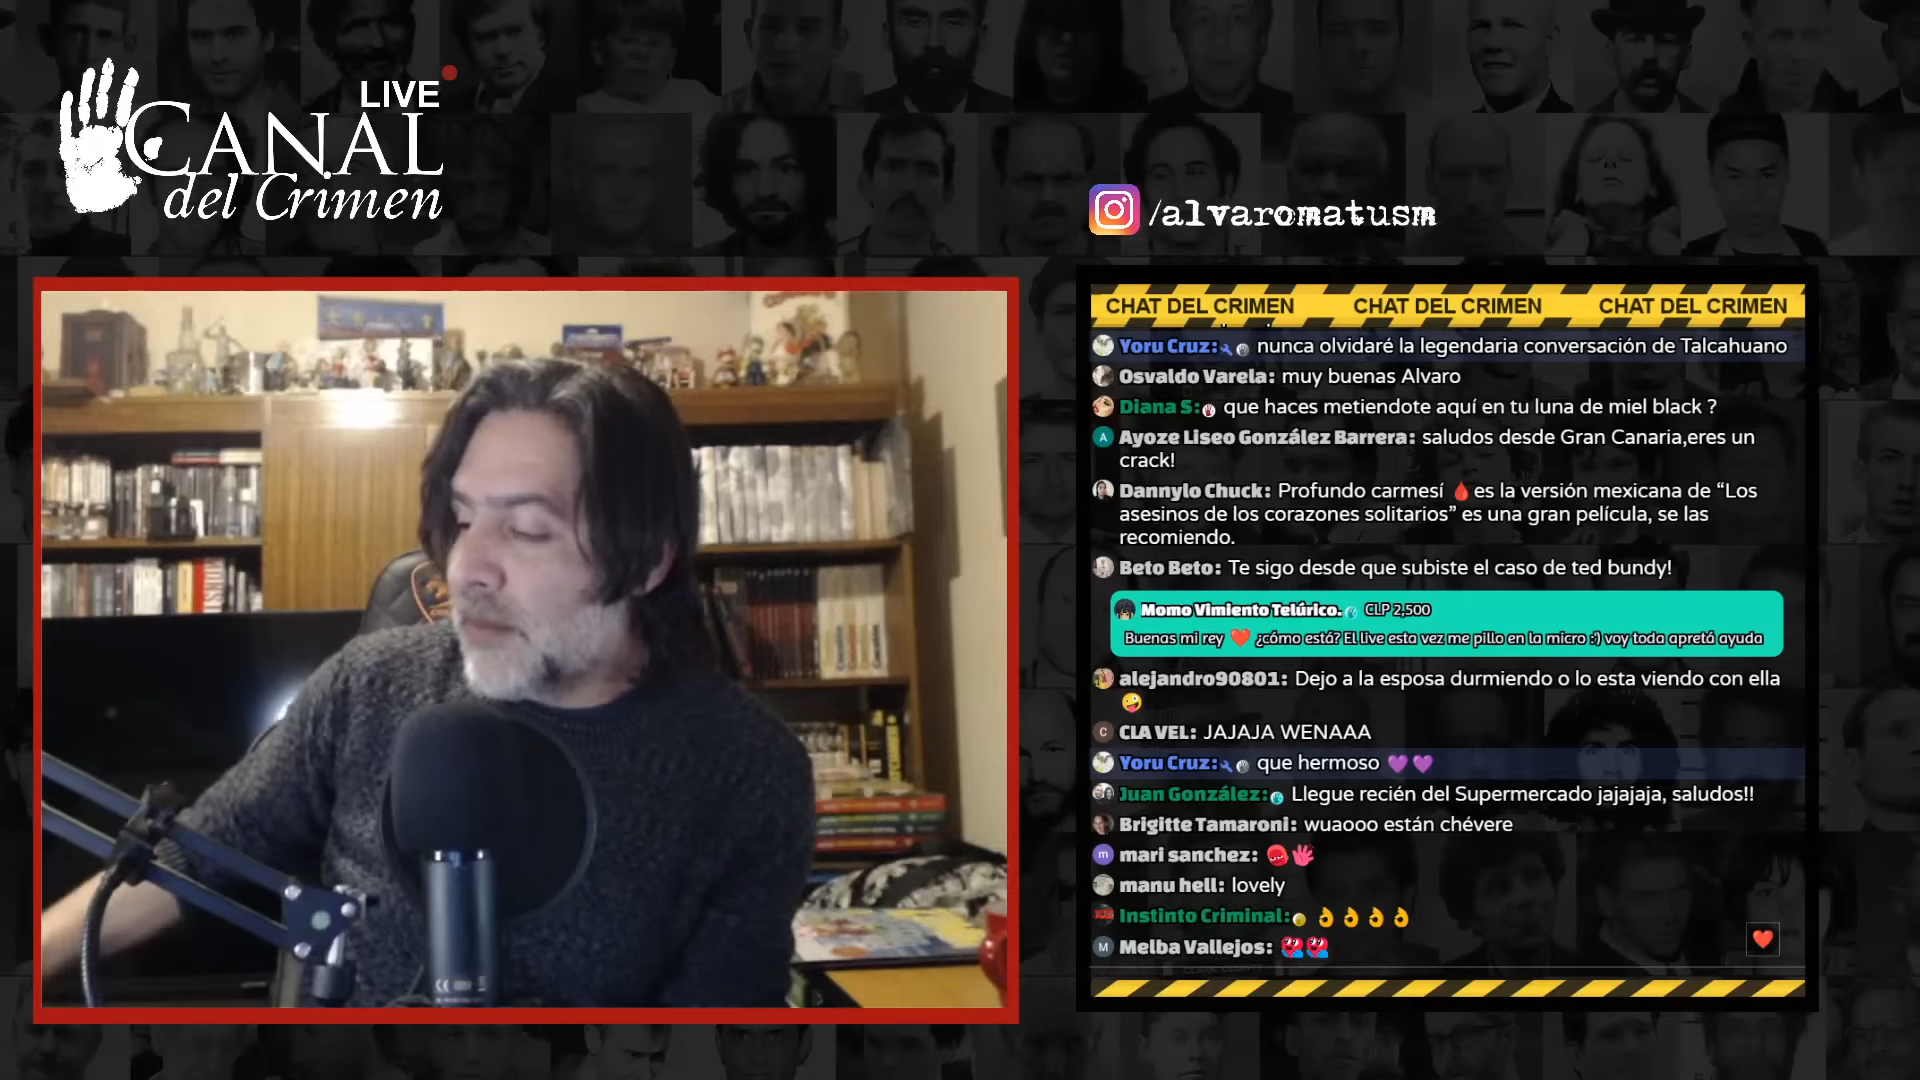 LIVE
CANAL
del Crimen
/alvaromatusm
CHAT DEL CRIMEN CHAT DEL CRIMEN CHAT DEL CRIMEN
Yoru Cruz: nunca olvidaré la legendaria conversación de Talcahuano
Osvaldo Varela: muy buenas Alvaro
Diana S: que haces metiendote aquí en tu luna de miel black ?
A Ayoze Liseo González Barrera: saludos desde Gran Canaria,eres un
crack!
Dannylo Chuck: Profundo carmesí 🩸es la versión mexicana de “Los
asesinos de los corazones solitarios” es una gran película, se las
recomiendo.
Beto Beto: Te sigo desde que subiste el caso de ted bundy!
Momo Vimiento Telúrico. CLP 2,500
Buenas mi rey ❤️ ¿cómo está? El live esta vez me pillo en la micro :') voy toda apretá ayuda
alejandro90801: Dejo a la esposa durmiendo o lo esta viendo con ella
🤪
C CLA VEL: JAJAJA WENAAA
Yoru Cruz: que hermoso 💜💜
Juan González: Llegue recién del Supermercado jajajaja, saludos!!
Brigitte Tamaroni: wuaooo están chévere
m mari sanchez:
manu hell: lovely
Instinto Criminal: 👌👌👌👌
M Melba Vallejos: